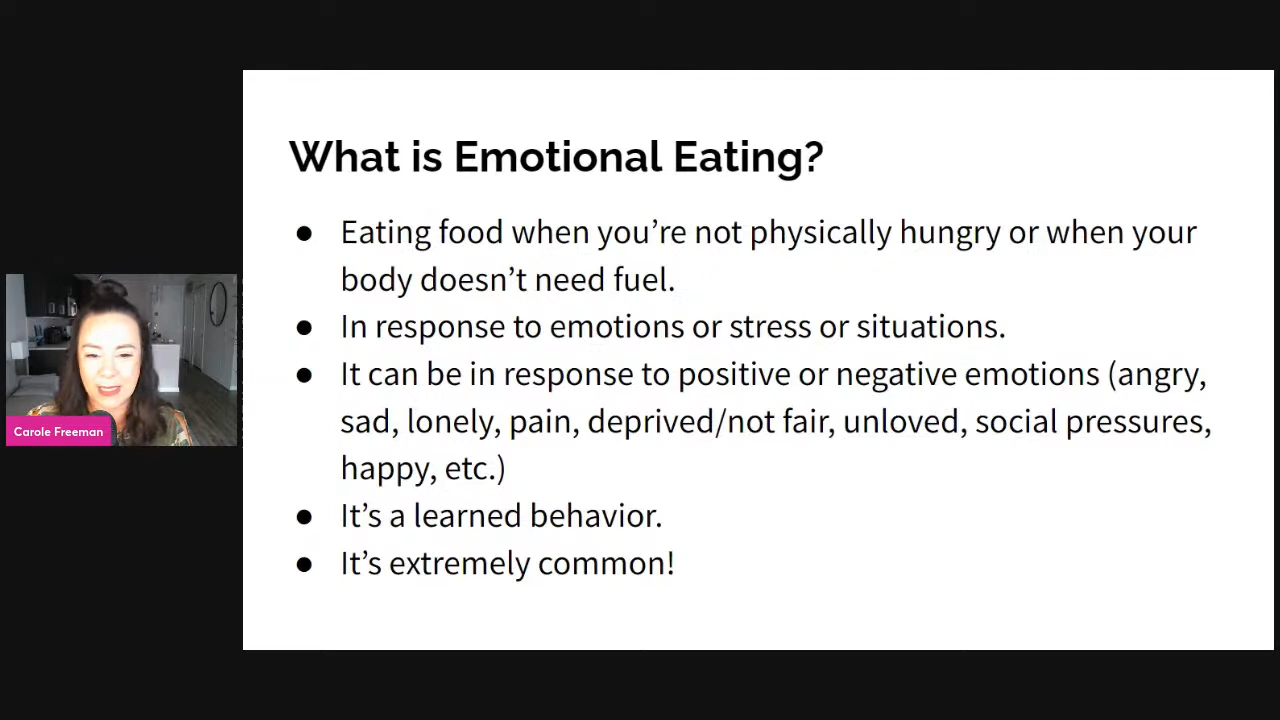 What is Emotional Eating?
● Eating food when you’re not physically hungry or when your
body doesn’t need fuel.
● In response to emotions or stress or situations.
● It can be in response to positive or negative emotions (angry,
sad, lonely, pain, deprived/not fair, unloved, social pressures,
happy, etc.)
● It’s a learned behavior.
● It’s extremely common!
Carole Freeman